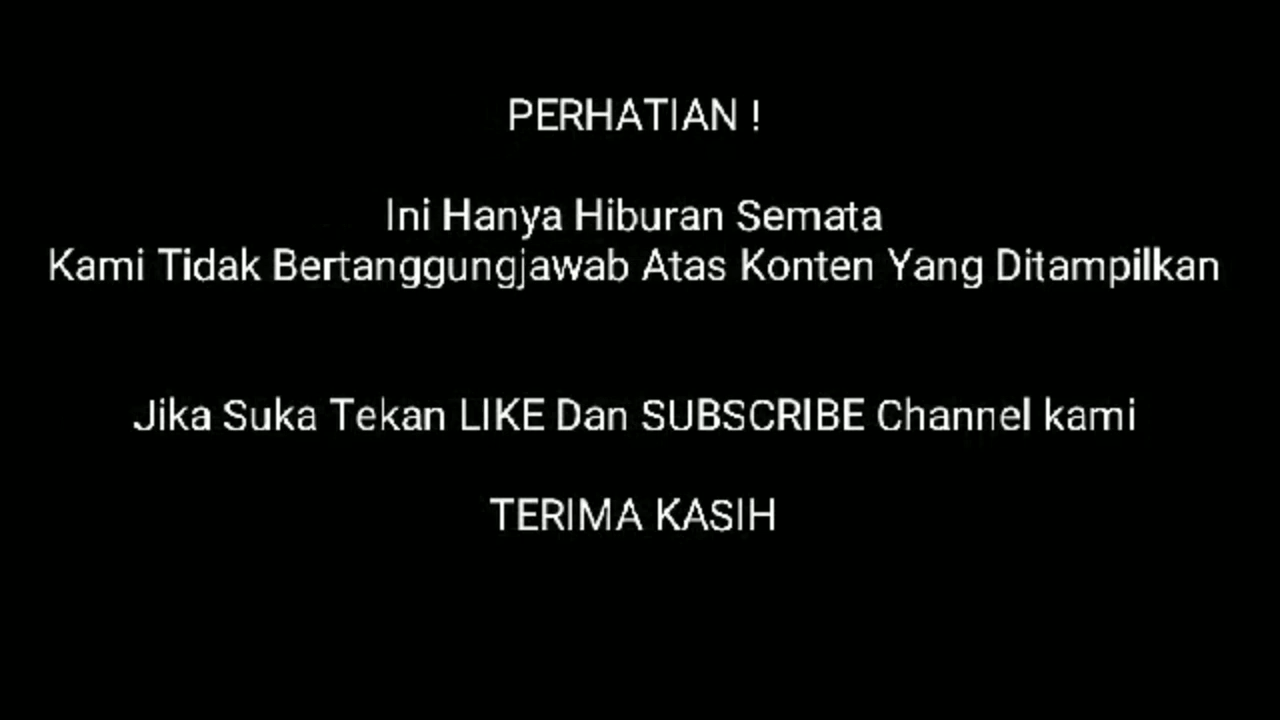 PERHATIAN !
Ini Hanya Hiburan Semata
Kami Tidak Bertanggungjawab Atas Konten Yang Ditampilkan
Jika Suka Tekan LIKE Dan SUBSCRIBE Channel kami
TERIMA KASIH